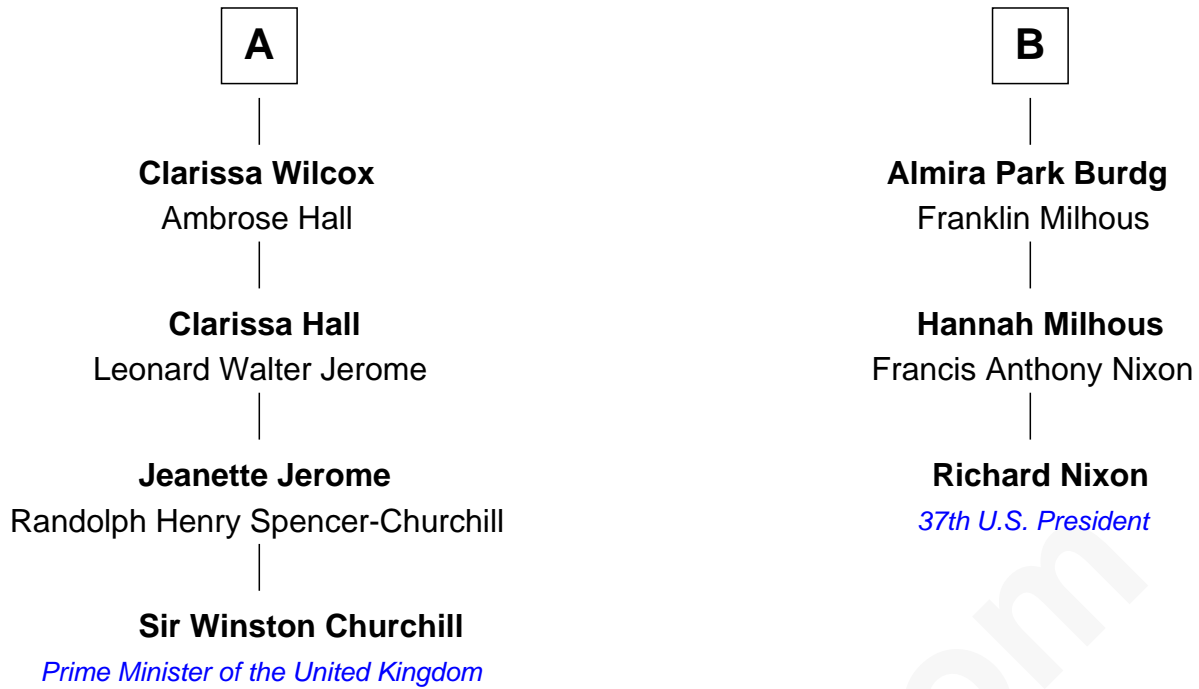 A
Clarissa Wilcox
Ambrose Hall
Clarissa Hall
Leonard Walter Jerome
Jeanette Jerome
Randolph Henry Spencer-Churchill
Sir Winston Churchill
Prime Minister of the United Kingdom
B
Almira Park Burdg
Franklin Milhous
Hannah Milhous
Francis Anthony Nixon
Richard Nixon
37th U.S. President
om